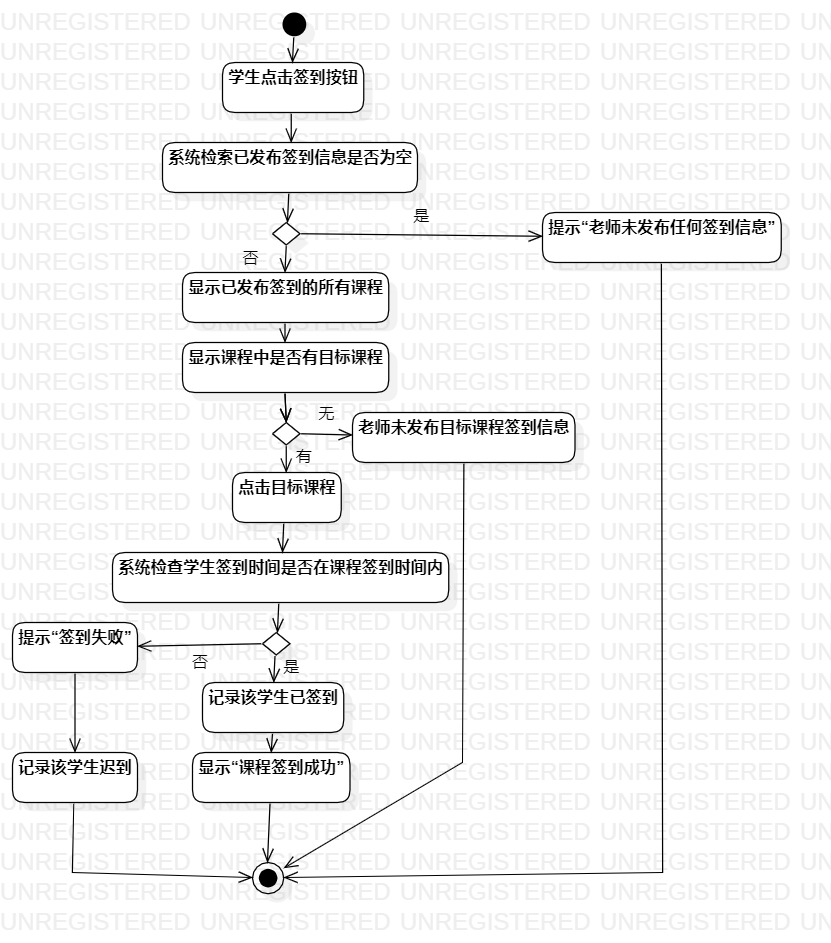 学生点击签到按钮
系统检索已发布签到信息是否为空
是
提示“老师未发布任何签到信息”
否
显示已发布签到的所有课程
显示课程中是否有目标课程
无
老师未发布目标课程签到信息
有
点击目标课程
系统检查学生签到时间是否在课程签到时间内
提示“签到失败”
否
是
记录该学生已签到
记录该学生迟到
显示“课程签到成功”